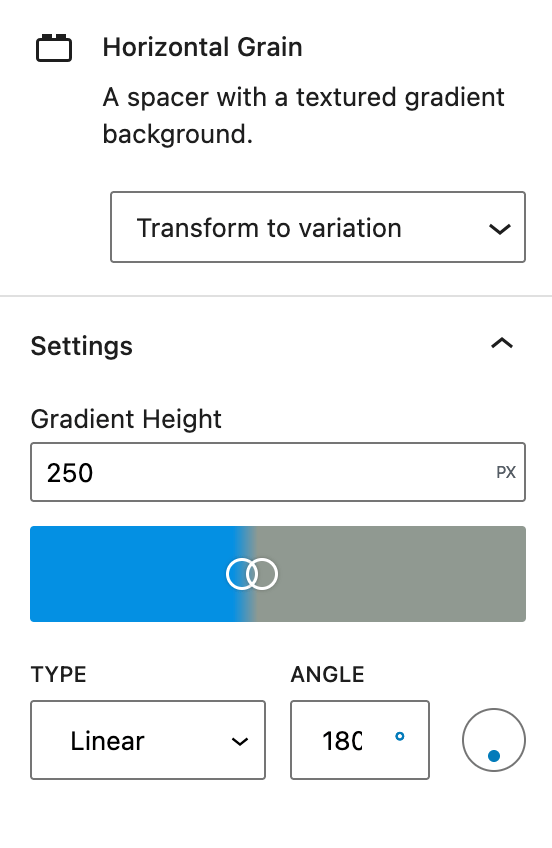 Horizontal Grain
A spacer with a textured gradient
background.
Transform to variation
Settings
Gradient Height
250 PX
TYPE ANGLE
Linear 180 °